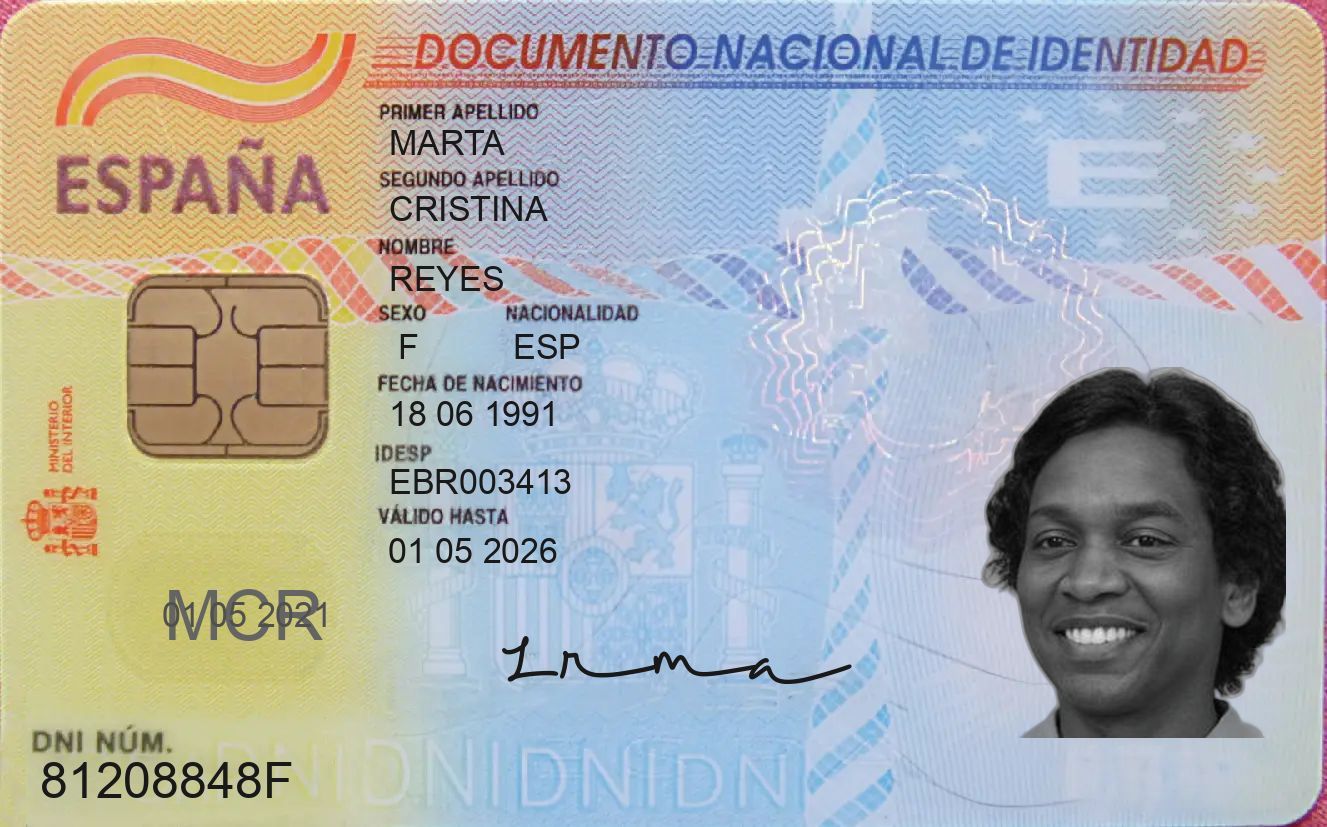 DOCUMENTO NACIONAL DE IDENTIDAD
ESPAÑA
E
PRIMER APELLIDO
MARTA
SEGUNDO APELLIDO
CRISTINA
NOMBRE
REYES
SEXO NACIONALIDAD
F ESP
FECHA DE NACIMIENTO
18 06 1991
IDESP
EBR003413
VÁLIDO HASTA
01 05 2026
MINISTERIO
DEL INTERIOR
01 05 2021
MCR
Irma
DNI NÚM.
81208848F
DNIDNIDNIDNI